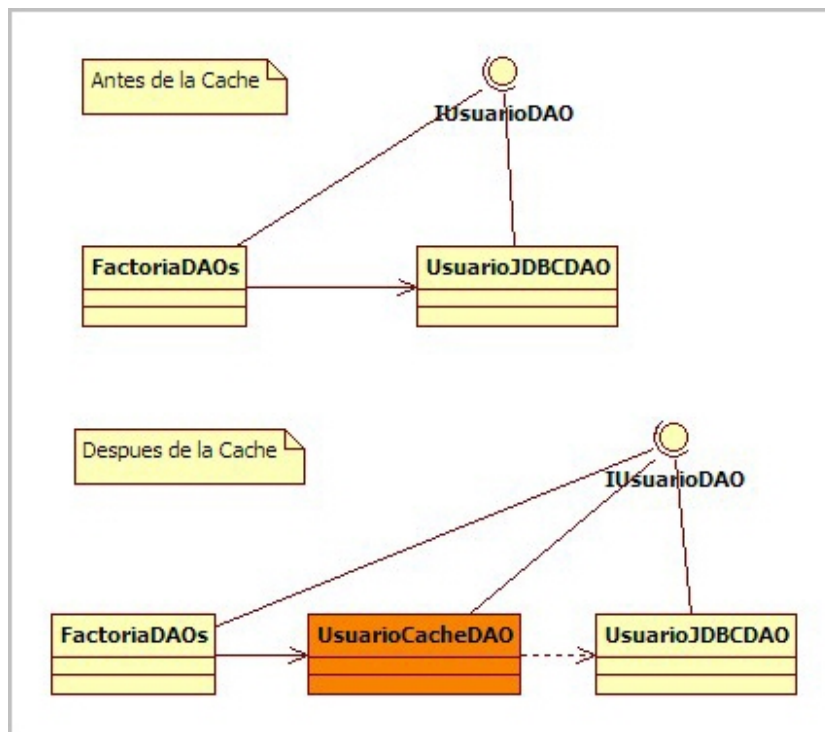 Antes de la Cache
IUsuarioDAO
FactoriaDAOs
UsuarioJDBCDAO
Despues de la Cache
IUsuarioDAO
FactoriaDAOs
UsuarioCacheDAO
UsuarioJDBCDAO